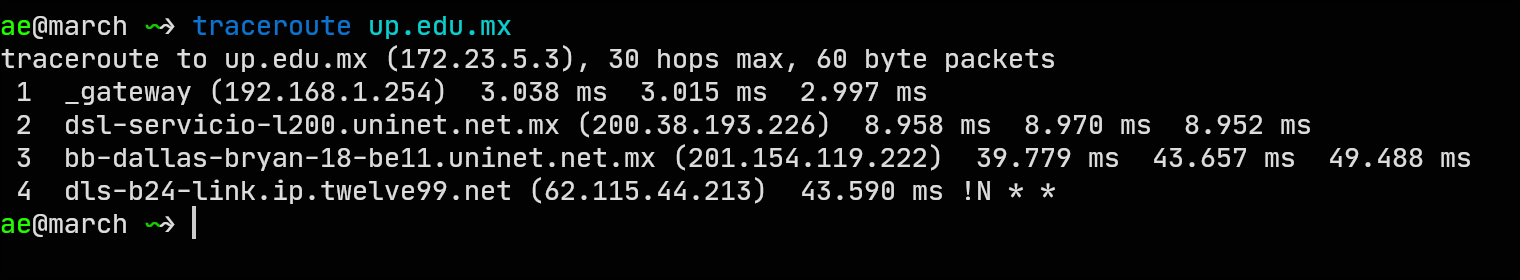 ae@march ~> traceroute up.edu.mx
traceroute to up.edu.mx (172.23.5.3), 30 hops max, 60 byte packets
 1  _gateway (192.168.1.254)  3.038 ms  3.015 ms  2.997 ms
 2  dsl-servicio-l200.uninet.net.mx (200.38.193.226)  8.958 ms  8.970 ms  8.952 ms
 3  bb-dallas-bryan-18-be11.uninet.net.mx (201.154.119.222)  39.779 ms  43.657 ms  49.488 ms
 4  dls-b24-link.ip.twelve99.net (62.115.44.213)  43.590 ms !N * *
ae@march ~>